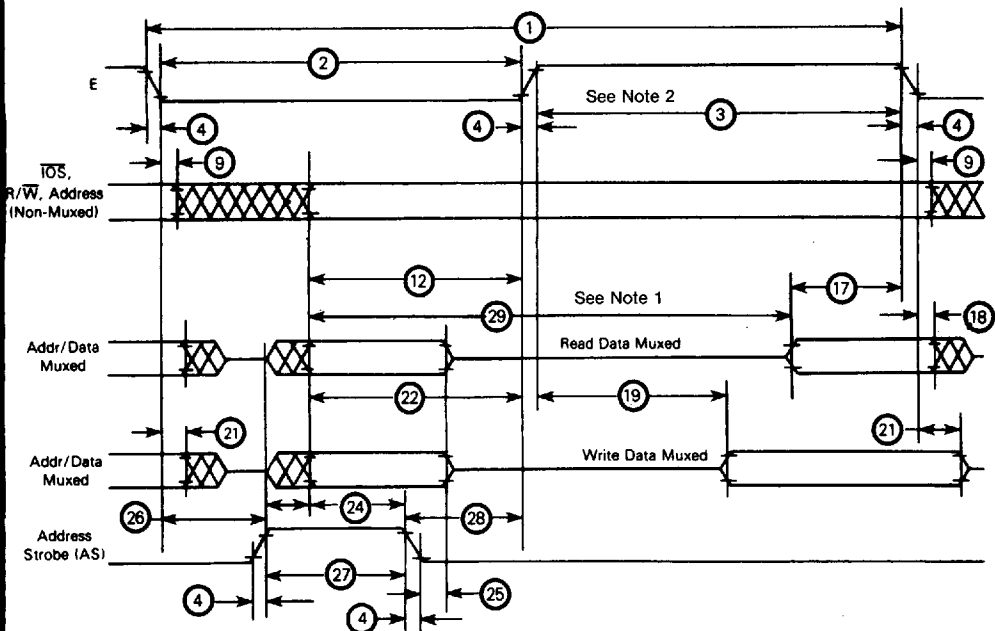 1
2
E
See Note 2
3
4
4
4
9
9
IOS,
R/W, Address
(Non-Muxed)
12
17
See Note 1
29
18
Addr/Data
Muxed
Read Data Muxed
22
19
21
21
Addr/Data
Muxed
Write Data Muxed
26
24
28
Address
Strobe (AS)
27
25
4
4